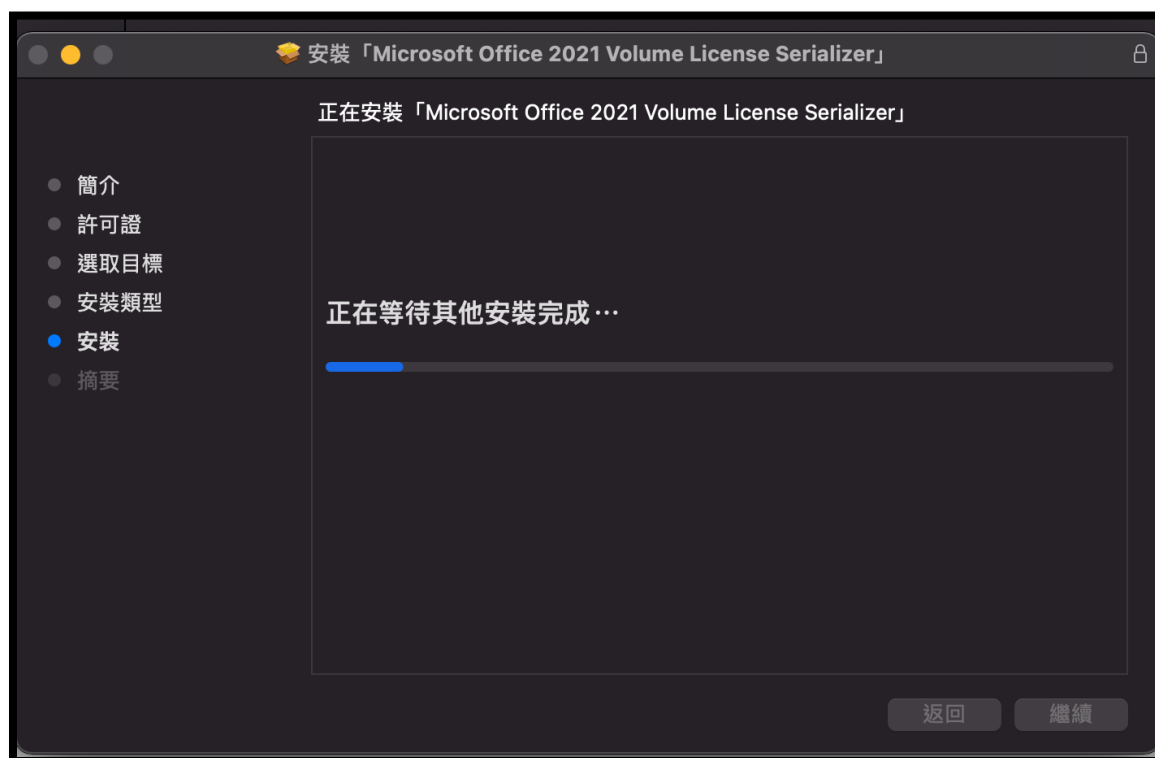 安裝「Microsoft Office 2021 Volume License Serializer」
正在安裝「Microsoft Office 2021 Volume License Serializer」
簡介
許可證
選取目標
安裝類型
安裝
摘要
正在等待其他安裝完成⋯
返回
繼續